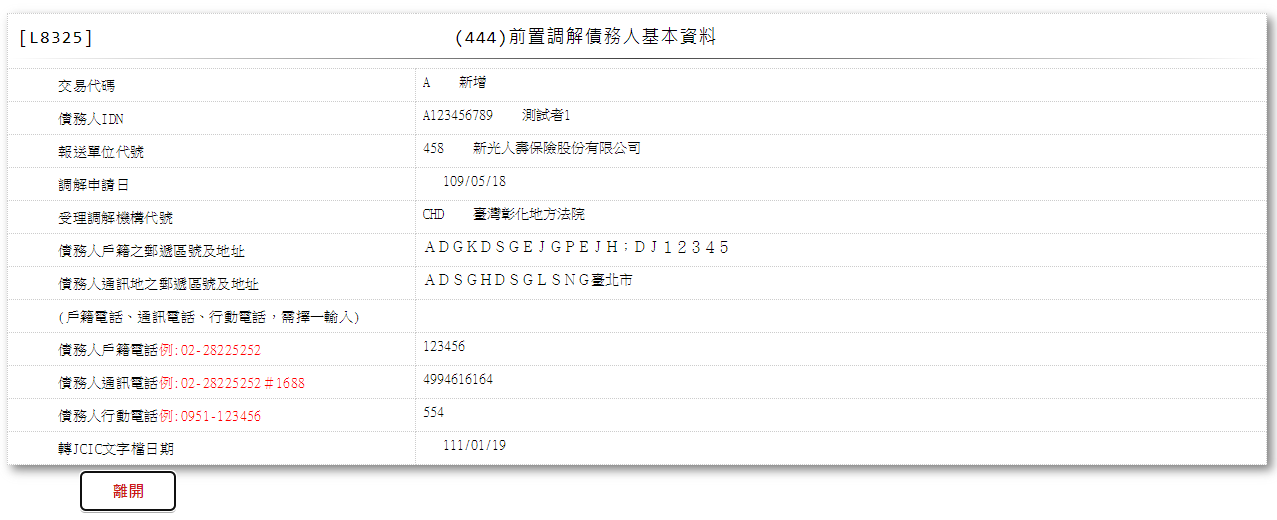 [L8325] (444)前置調解債務人基本資料
交易代碼 A 新增
債務人IDN A123456789 測試者1
報送單位代號 458 新光人壽保險股份有限公司
調解申請日 109/05/18
受理調解機構代號 CHD 臺灣彰化地方法院
債務人戶籍之郵遞區號及地址 ＡＤＧＫＤＳＧＥＪＧＰＥＪＨ；ＤＪ１２３４５
債務人通訊地之郵遞區號及地址 ＡＤＳＧＨＤＳＧＬＳＮＧ臺北市
(戶籍電話、通訊電話、行動電話，需擇一輸入)
債務人戶籍電話例:02-28225252 123456
債務人通訊電話例:02-28225252＃1688 4994616164
債務人行動電話例:0951-123456 554
轉JCIC文字檔日期 111/01/19
離開